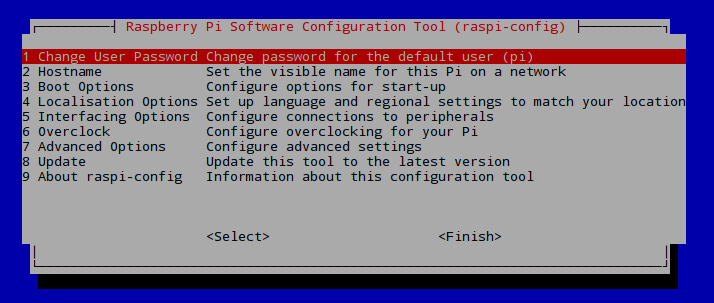 Raspberry Pi Software Configuration Tool (raspi-config)
1 Change User Password Change password for the default user (pi)
2 Hostname Set the visible name for this Pi on a network
3 Boot Options Configure options for start-up
4 Localisation Options Set up language and regional settings to match your location
5 Interfacing Options Configure connections to peripherals
6 Overclock Configure overclocking for your Pi
7 Advanced Options Configure advanced settings
8 Update Update this tool to the latest version
9 About raspi-config Information about this configuration tool
<Select> <Finish>